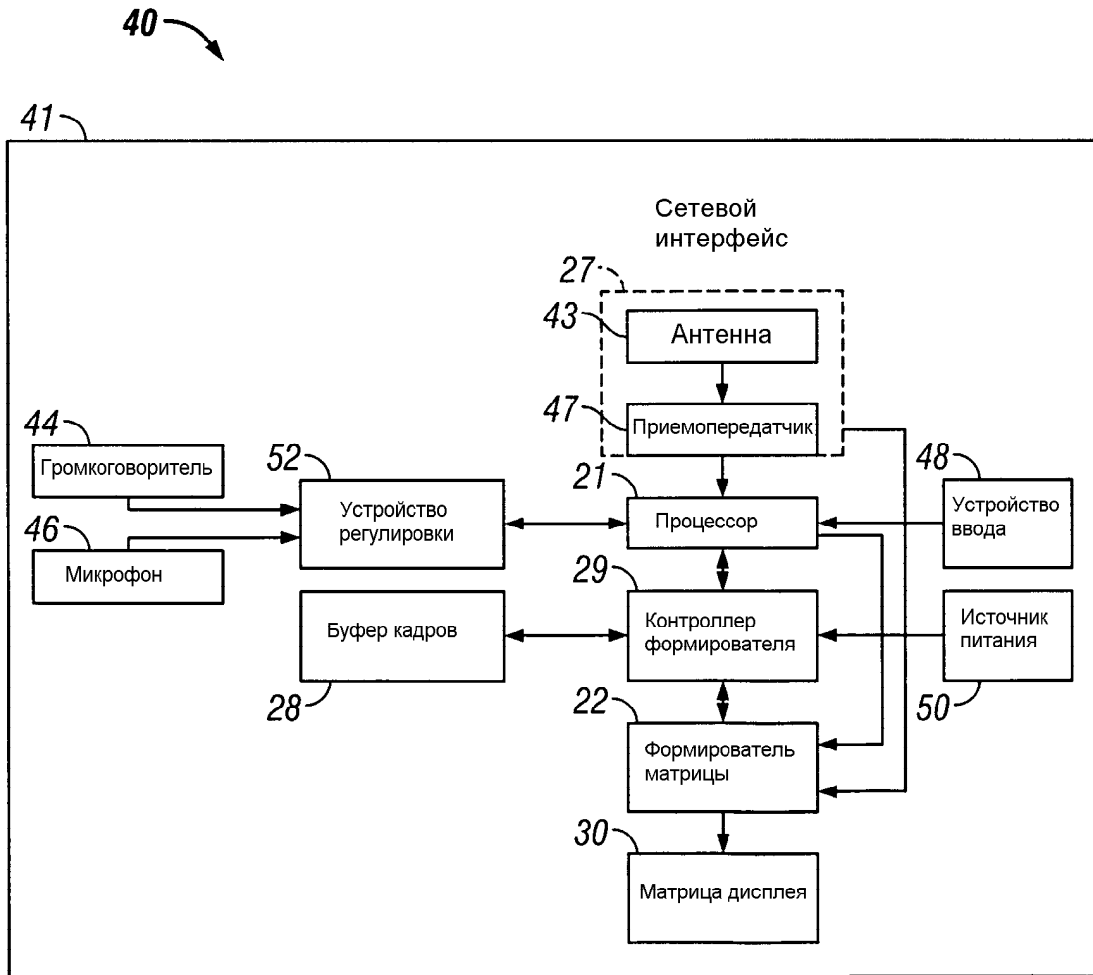 40
41
Сетевой
интерфейс
27
43
Антенна
47
Приемопередатчик
44
Громкоговоритель
52
Устройство
регулировки
21
Процессор
48
Устройство
ввода
46
Микрофон
29
Контроллер
формирователя
Буфер кадров
28
Источник
питания
50
22
Формирователь
матрицы
30
Матрица дисплея